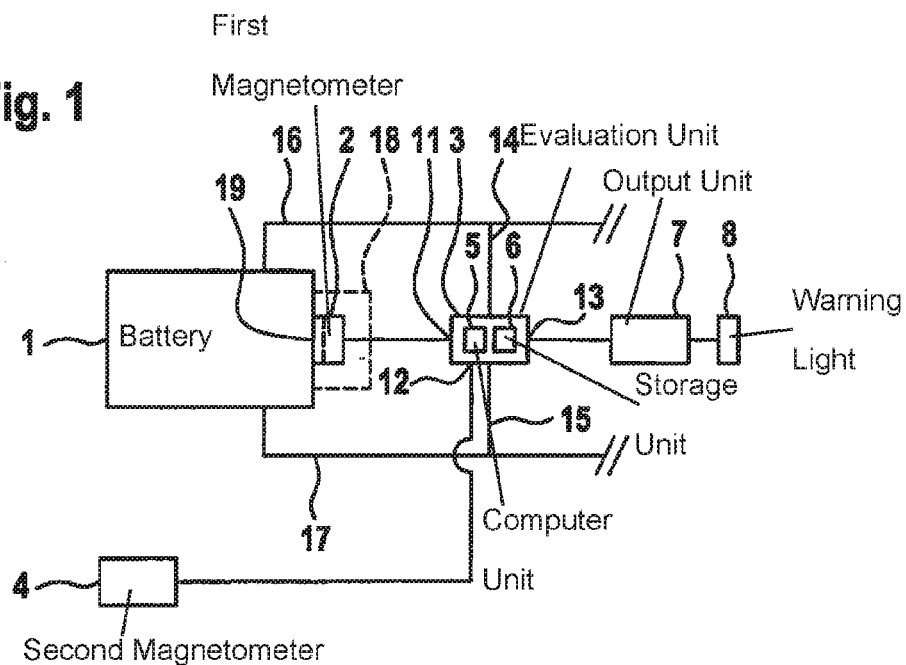 First
ig. 1
Magnetometer
16 2 18 11 3 14 Evaluation Unit
19
Output Unit
5 6
7 8
13
Warning
1 Battery
Light
12
Storage
15
Unit
17
Computer
4
Unit
Second Magnetometer